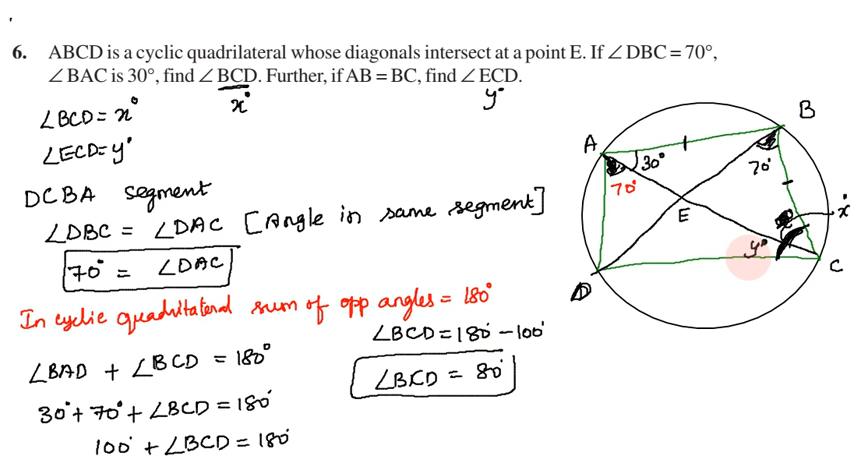 6. ABCD is a cyclic quadrilateral whose diagonals intersect at a point E. If ∠DBC = 70°,
∠BAC is 30°, find ∠BCD. Further, if AB = BC, find ∠ECD.
x°
y°
∠BCD = x°
∠ECD = y°
DCBA segment
∠DBC = ∠DAC [Angle in same segment]
70° = ∠DAC
In cyclic quadrilateral sum of opp angles = 180°
∠BAD + ∠BCD = 180°
30° + 70° + ∠BCD = 180°
100° + ∠BCD = 180°
∠BCD = 180° - 100°
∠BCD = 80°
A
B
30°
70°
70°
E
x°
y°
C
D